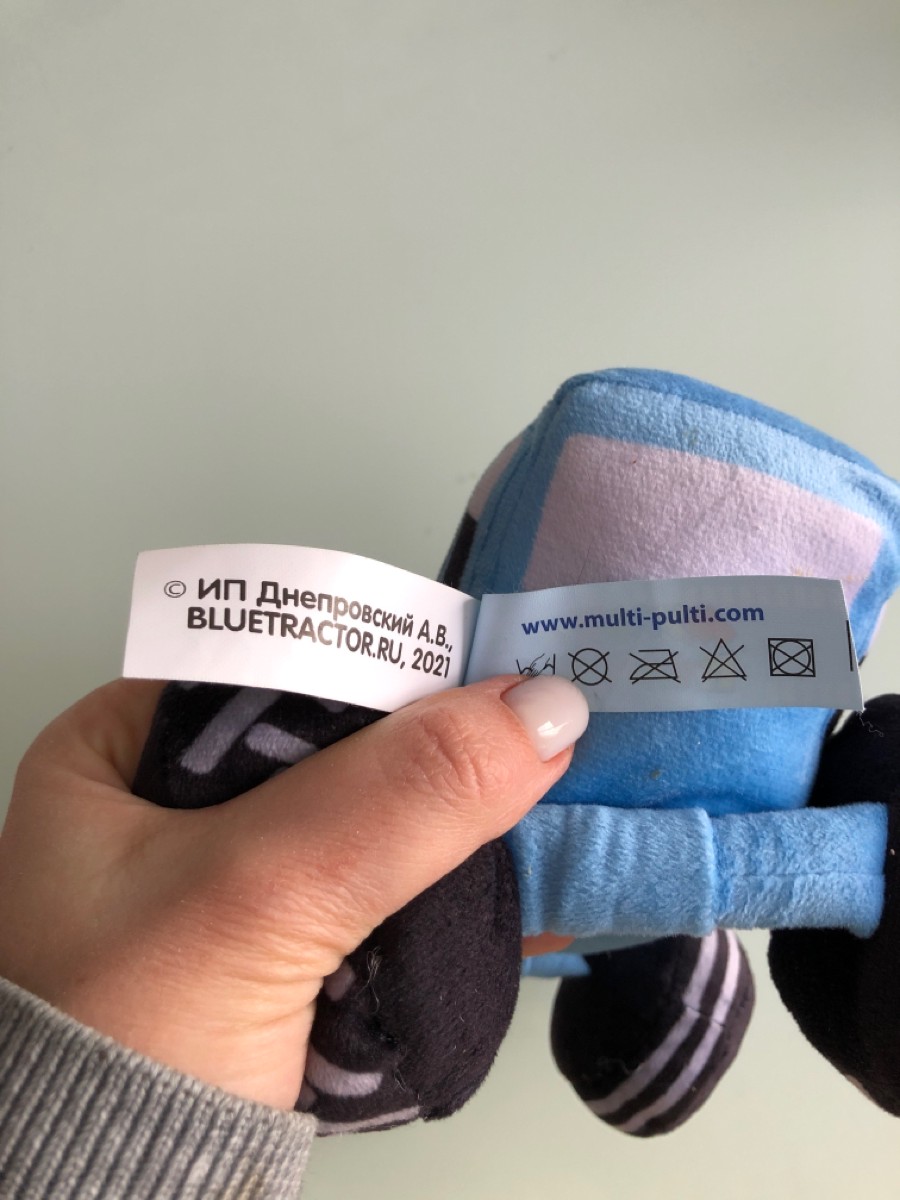 © ИП Днепровский А.В.,
BLUETRACTOR.RU, 2021
www.multi-pulti.com